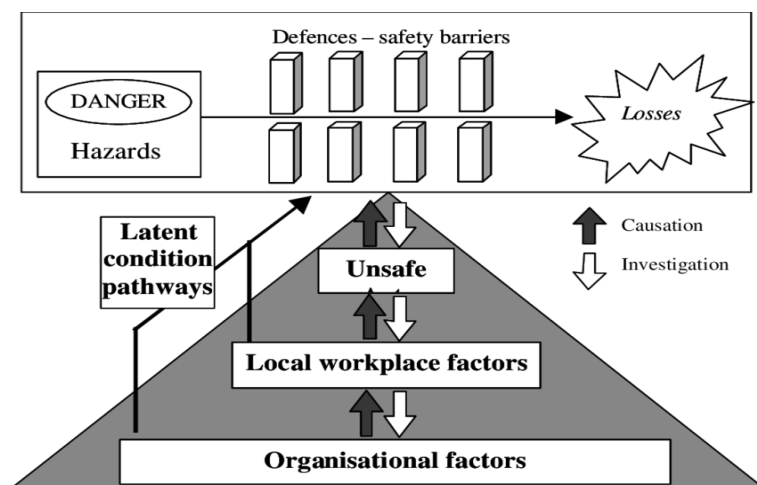 Defences – safety barriers
DANGER
Hazards
Losses
Latent
condition
pathways
Causation
Investigation
Unsafe
Local workplace factors
Organisational factors